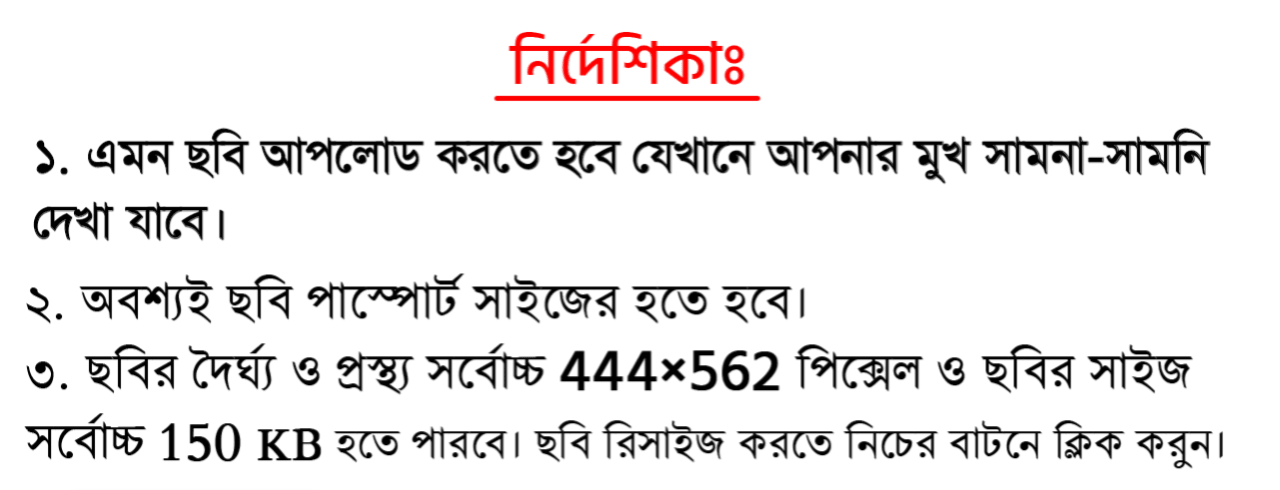 নির্দেশিকাঃ
১. এমন ছবি আপলোড করতে হবে যেখানে আপনার মুখ সামনা-সামনি
দেখা যাবে।
২. অবশ্যই ছবি পাস্পোর্ট সাইজের হতে হবে।
৩. ছবির দৈর্ঘ্য ও প্রস্থ্য সর্বোচ্চ 444×562 পিক্সেল ও ছবির সাইজ
সর্বোচ্চ 150 KB হতে পারবে। ছবি রিসাইজ করতে নিচের বাটনে ক্লিক করুন।